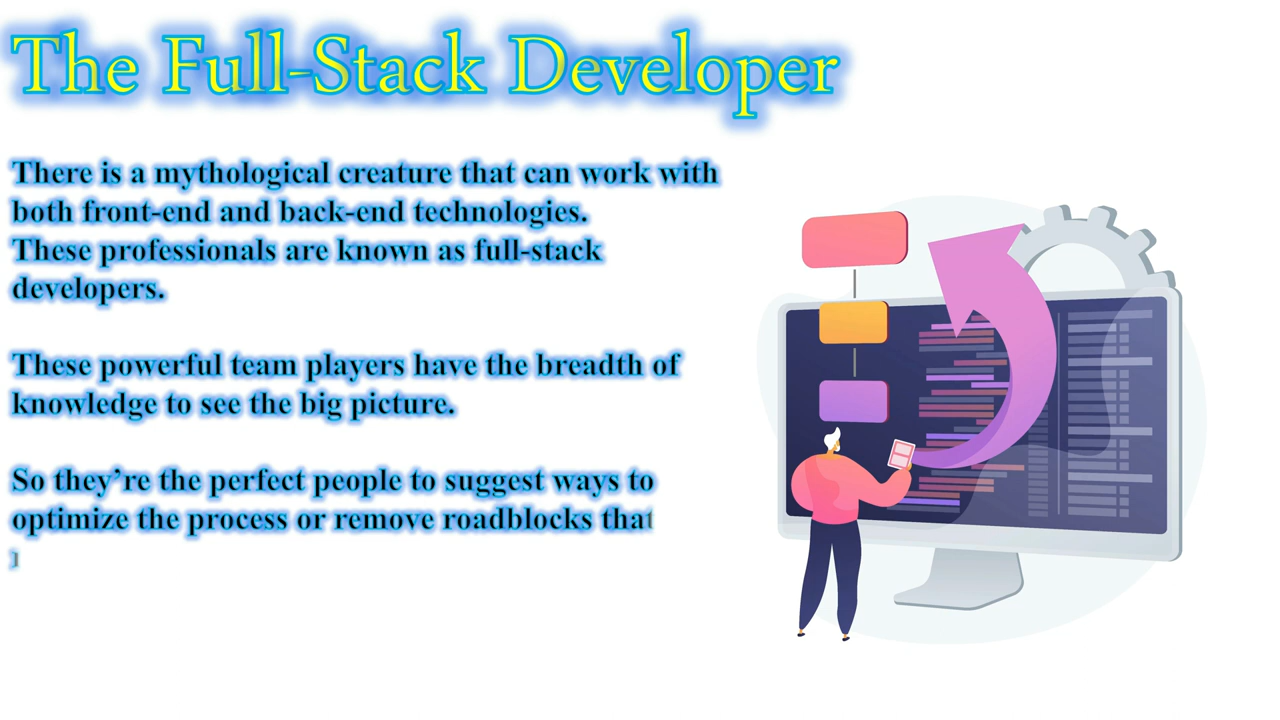 The Full-Stack Developer
There is a mythological creature that can work with
both front-end and back-end technologies.
These professionals are known as full-stack
developers.
These powerful team players have the breadth of
knowledge to see the big picture.
So they’re the perfect people to suggest ways to
optimize the process or remove roadblocks that